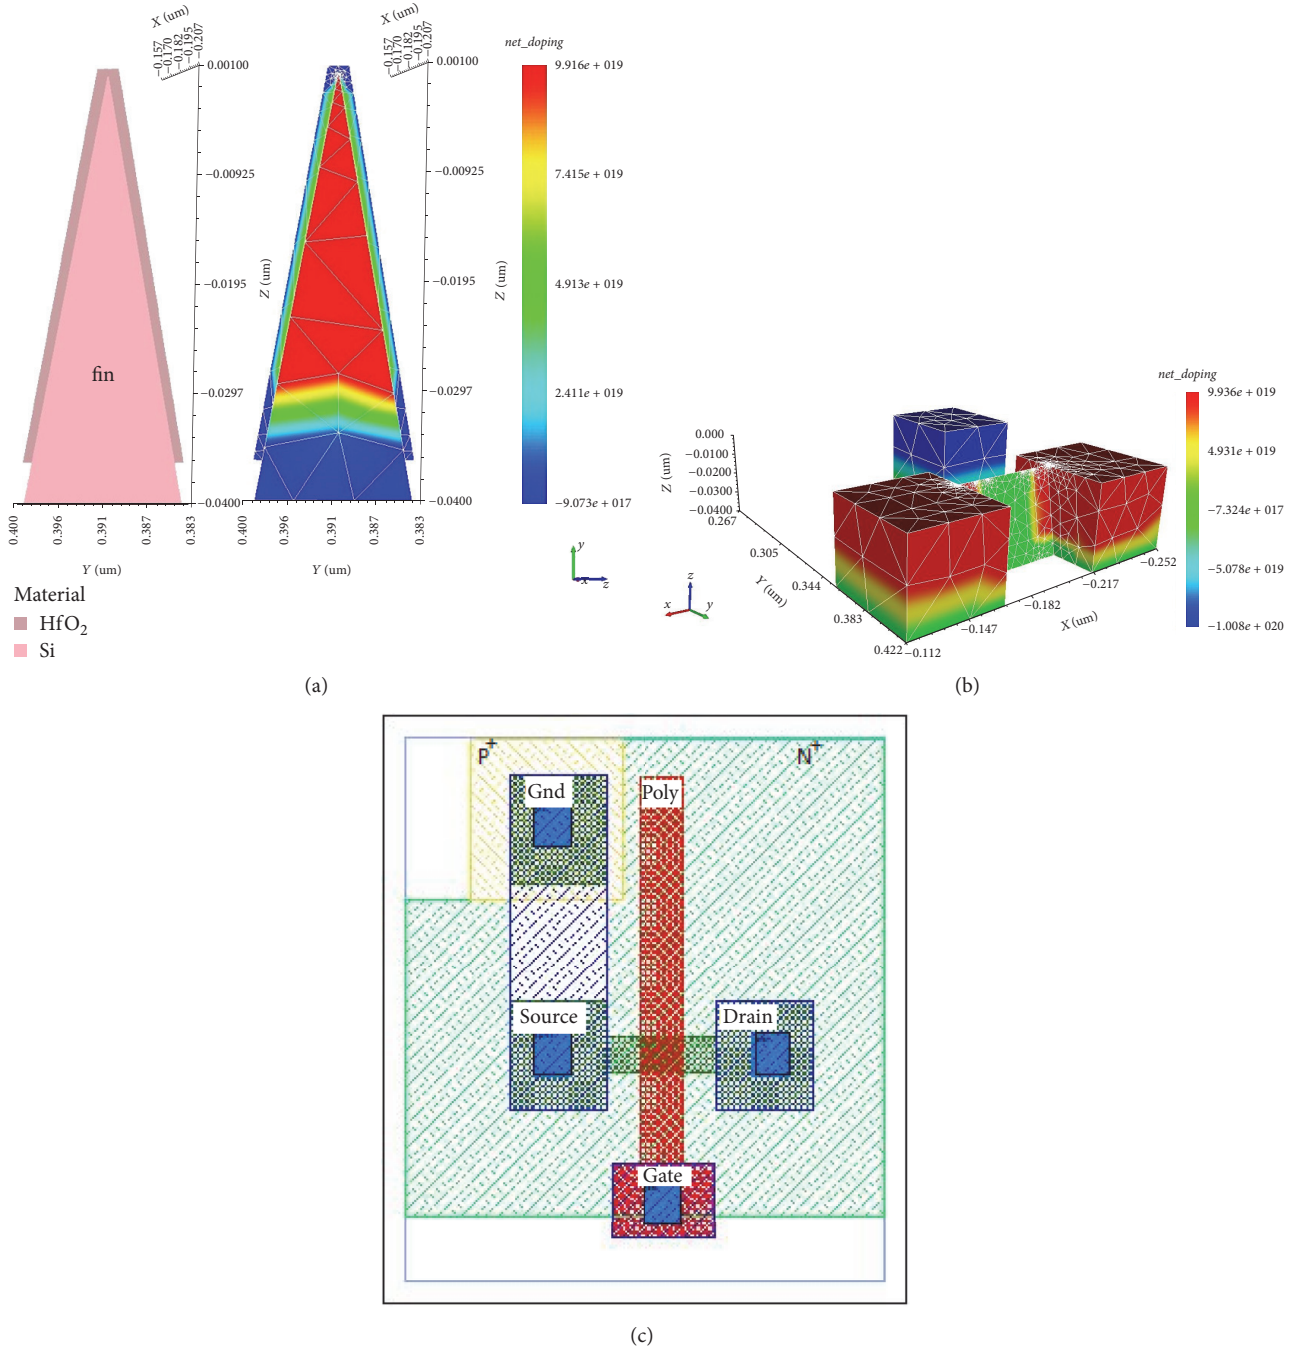 X (um)
−0.157
−0.170
−0.182
−0.195
−0.207
0.00100
−0.00925
−0.0195
−0.0297
−0.0400
Z (um)
fin
0.400
0.396
0.391
0.387
0.383
Y (um)
X (um)
−0.157
−0.170
−0.182
−0.195
−0.207
0.00100
−0.00925
−0.0195
−0.0297
−0.0400
Z (um)
0.400
0.396
0.391
0.387
0.383
Y (um)
net_doping
9.916e + 019
7.415e + 019
4.913e + 019
2.411e + 019
−9.073e + 017
y
x
z
Material
HfO₂
Si
(a)
net_doping
9.936e + 019
4.931e + 019
−7.324e + 017
−5.078e + 019
−1.008e + 020
0.000
−0.0100
−0.0200
−0.0300
−0.0400
Z (um)
0.267
0.305
0.344
0.383
0.422
Y (um)
−0.112
−0.147
−0.182
−0.217
−0.252
X (um)
z
x
y
(b)
P+
N+
Gnd
Poly
Source
Drain
Gate
(c)